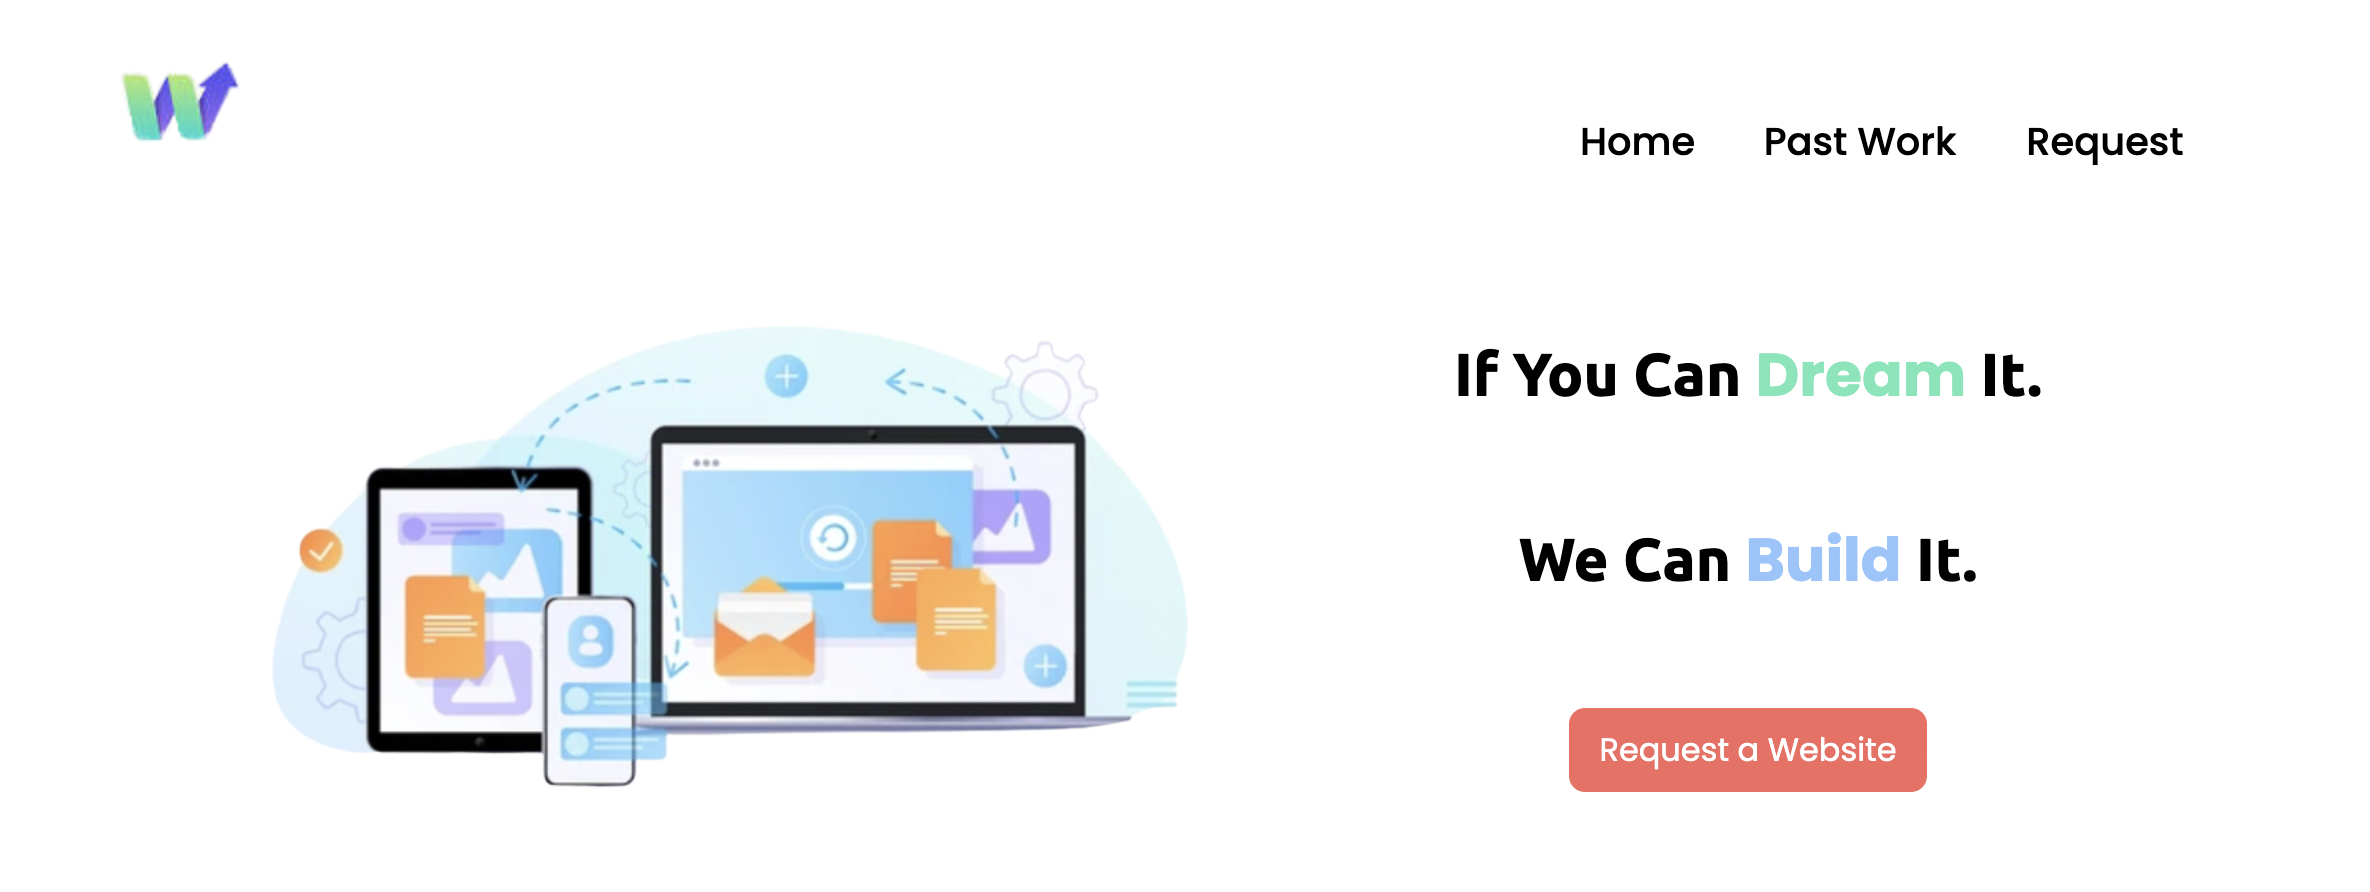 W
Home Past Work Request
If You Can Dream It.
We Can Build It.
Request a Website